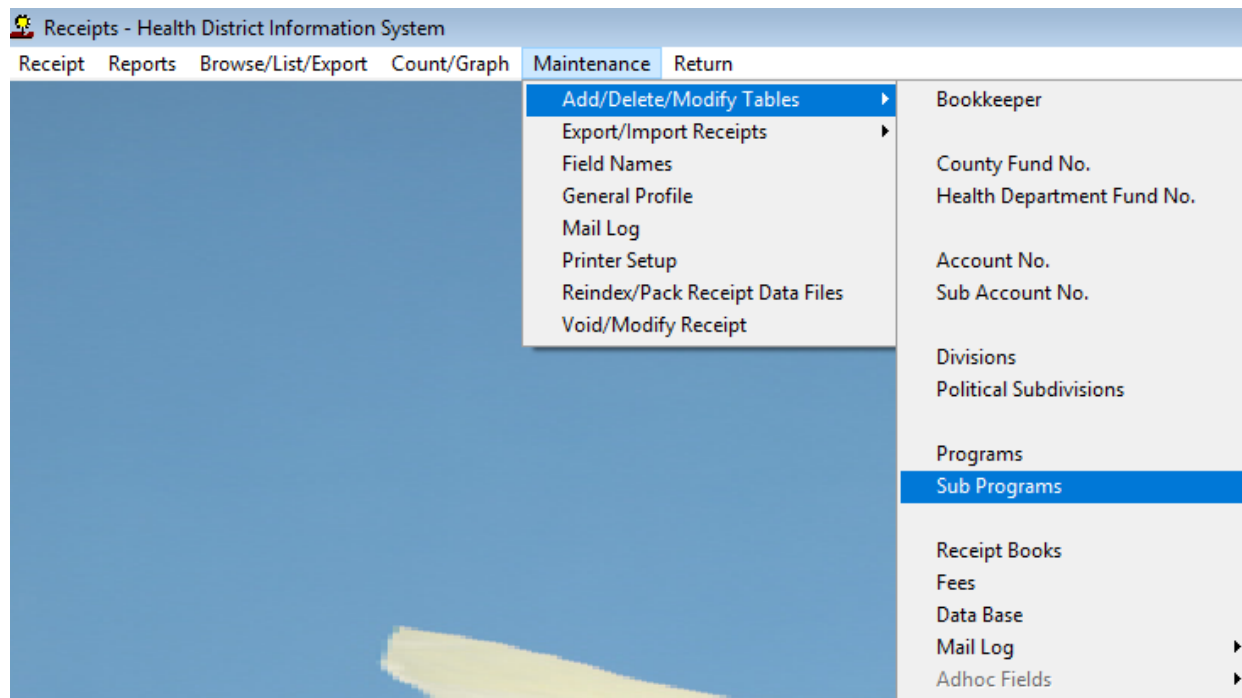 Receipts - Health District Information System
Receipt Reports Browse/List/Export Count/Graph Maintenance Return
Add/Delete/Modify Tables
Export/Import Receipts
Field Names
General Profile
Mail Log
Printer Setup
Reindex/Pack Receipt Data Files
Void/Modify Receipt
Bookkeeper
County Fund No.
Health Department Fund No.
Account No.
Sub Account No.
Divisions
Political Subdivisions
Programs
Sub Programs
Receipt Books
Fees
Data Base
Mail Log
Adhoc Fields